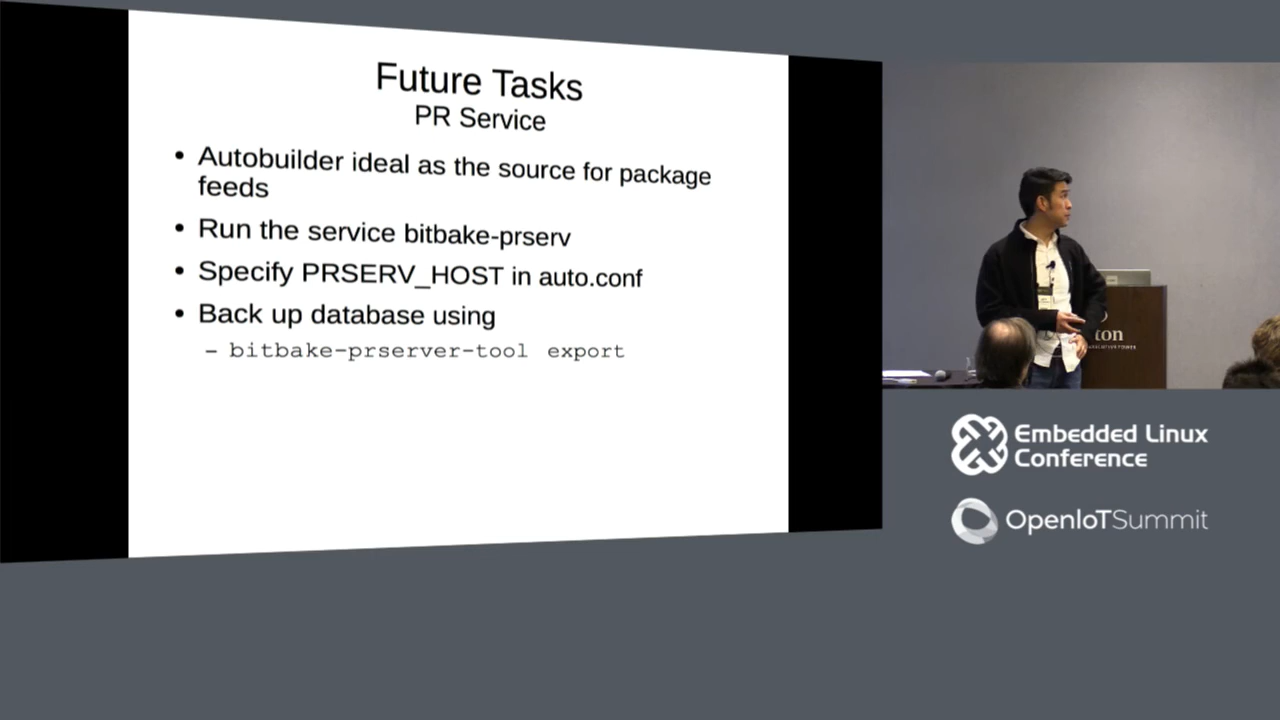 Future Tasks
PR Service
• Autobuilder ideal as the source for package
feeds
• Run the service bitbake-prserv
• Specify PRSERV_HOST in auto.conf
• Back up database using
– bitbake-prserver-tool export
ton
Embedded Linux
Conference
OpenIoTSummit